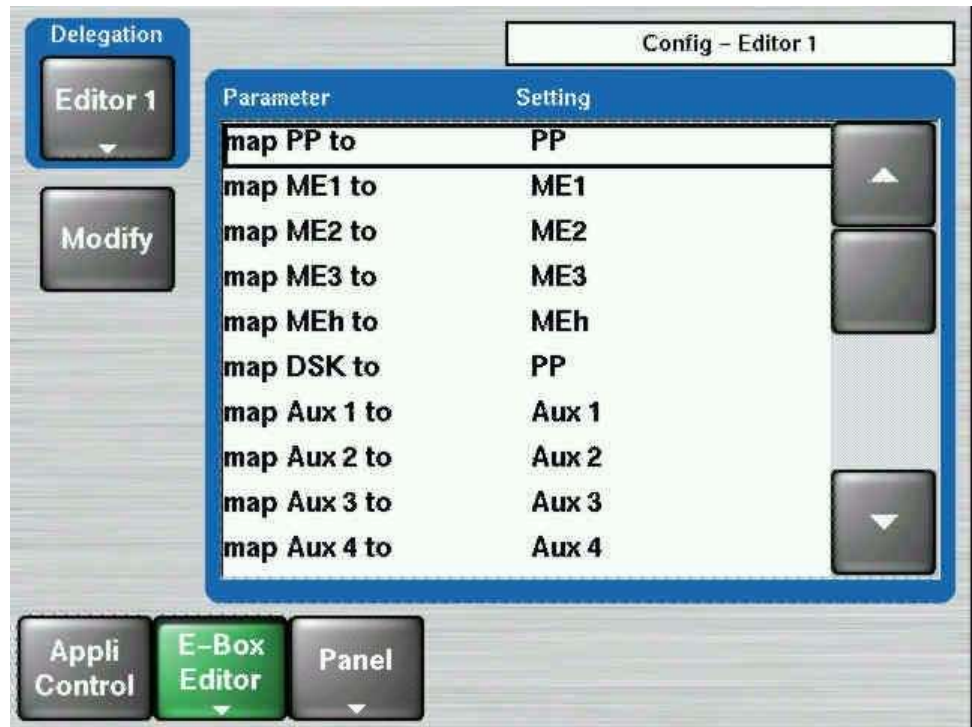 Delegation
Config – Editor 1
Editor 1
Parameter Setting
map PP to PP
map ME1 to ME1
Modify
map ME2 to ME2
map ME3 to ME3
map MEh to MEh
map DSK to PP
map Aux 1 to Aux 1
map Aux 2 to Aux 2
map Aux 3 to Aux 3
map Aux 4 to Aux 4
Appli
Control
E-Box
Editor
Panel